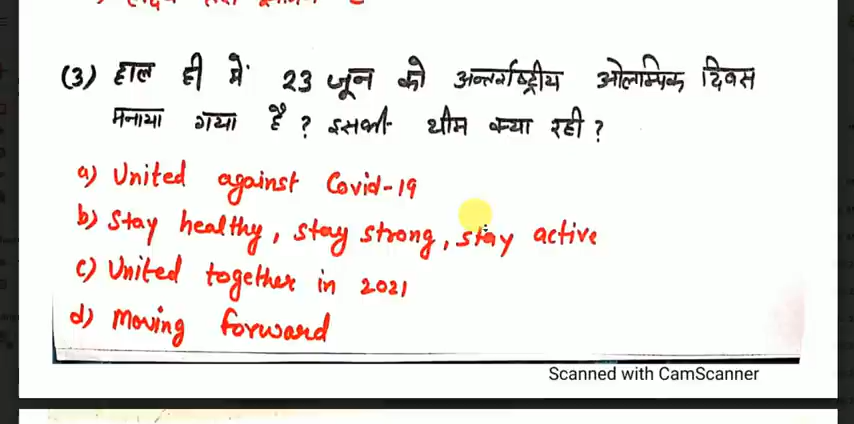 (3) हाल ही में 23 जून को अन्तर्राष्ट्रीय ओलम्पिक दिवस
मनाया गया है ? इसकी थीम क्या रही ?
a) United against Covid-19
b) Stay healthy, stay strong, stay active
c) United together in 2021
d) Moving forward
Scanned with CamScanner